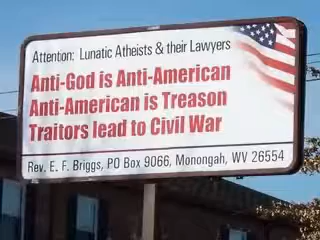 Attention: Lunatic Atheists & their Lawyers
Anti-God is Anti-American
Anti-American is Treason
Traitors lead to Civil War
Rev. E. F. Briggs, PO Box 9066, Monongah, WV 26554